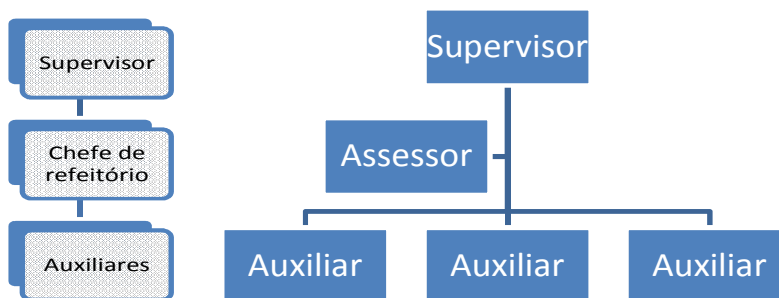 Supervisor
Chefe de
refeitório
Auxiliares
Supervisor
Assessor
Auxiliar
Auxiliar
Auxiliar